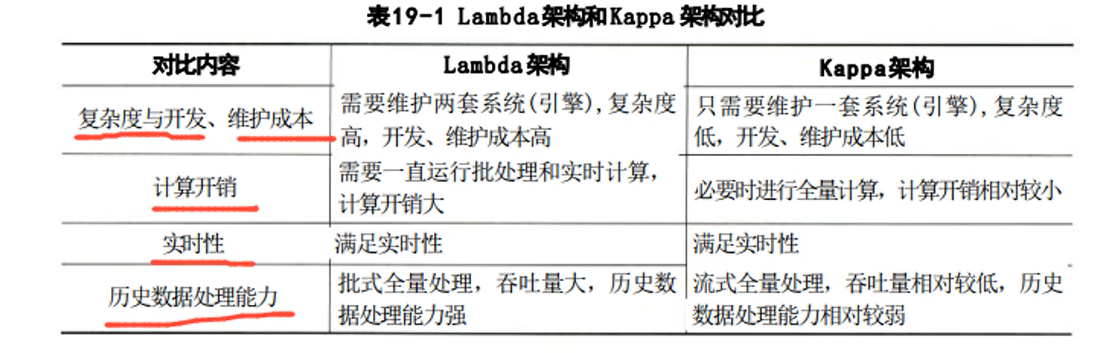 表19-1 Lambda架构和Kappa架构对比
对比内容 Lambda架构 Kappa架构
复杂度与开发、维护成本 需要维护两套系统(引擎),复杂度 只需要维护一套系统(引擎),复杂度
高，开发、维护成本高 低，开发、维护成本低
计算开销 需要一直运行批处理和实时计算， 必要时进行全量计算，计算开销相对较小
计算开销大
实时性 满足实时性 满足实时性
历史数据处理能力 批式全量处理，吞吐量大，历史数 流式全量处理，吞吐量相对较低，历史
据处理能力强 数据处理能力相对较弱